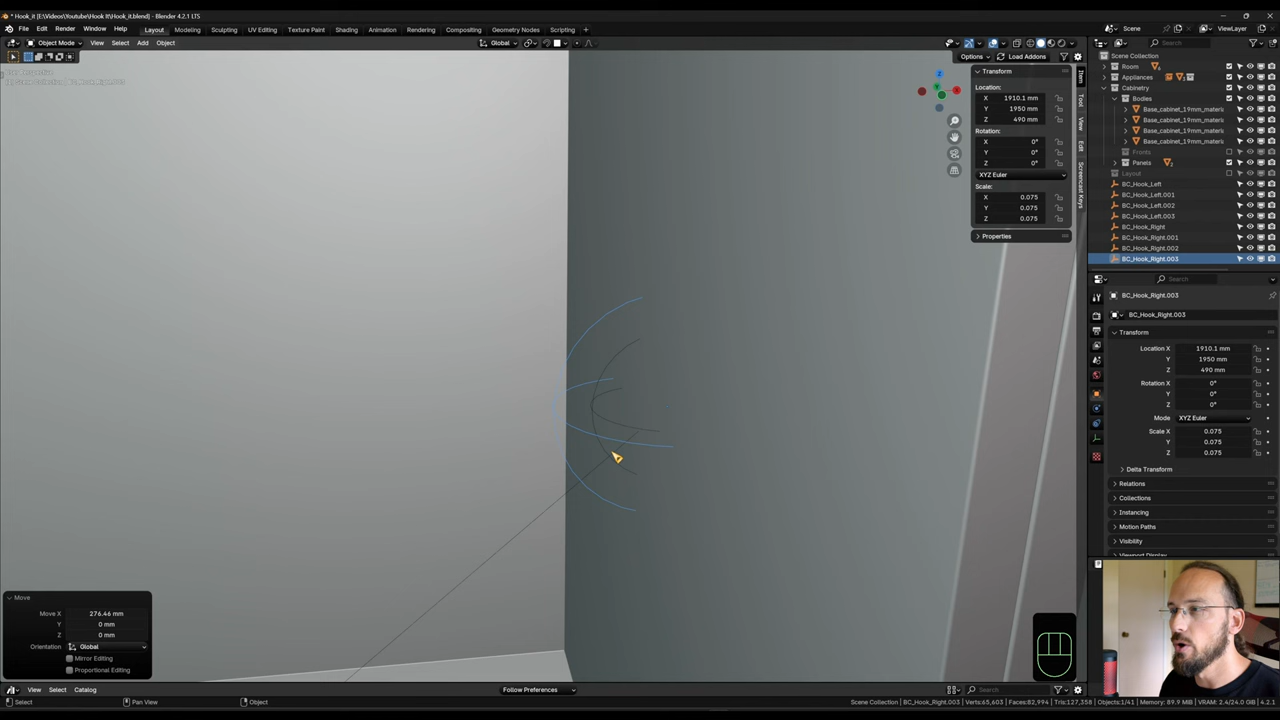 * Hook_it [E:\Videos\Youtube\Hook It!\Hook_it.blend] - Blender 4.2.1 LTS
File Edit Render Window Help Layout Modeling Sculpting UV Editing Texture Paint Shading Animation Rendering Compositing Geometry Nodes Scripting + Scene ViewLayer
Object Mode View Select Add Object Global Search
Options Load Addons
Scene Collection
Room
Appliances
Cabinetry
Bodies
Base_cabinet_19mm_materi
Base_cabinet_19mm_materi
Base_cabinet_19mm_materi
Base_cabinet_19mm_materi
Fronts
Panels
Layout
BC_Hook_Left
BC_Hook_Left.001
BC_Hook_Left.002
BC_Hook_Left.003
BC_Hook_Right
BC_Hook_Right.001
BC_Hook_Right.002
BC_Hook_Right.003
Transform
Location:
X 1910.1 mm
Y 1950 mm
Z 490 mm
Rotation:
X 0°
Y 0°
Z 0°
XYZ Euler
Scale:
X 0.075
Y 0.075
Z 0.075
Properties
Item
Tool
View
Edit
Screencast Keys
Search
BC_Hook_Right.003
BC_Hook_Right.003
Transform
Location X 1910.1 mm
Y 1950 mm
Z 490 mm
Rotation X 0°
Y 0°
Z 0°
Mode XYZ Euler
Scale X 0.075
Y 0.075
Z 0.075
Delta Transform
Relations
Collections
Instancing
Motion Paths
Visibility
Viewport Display
Move
Move X 276.46 mm
Y 0 mm
Z 0 mm
Orientation Global
Mirror Editing
Proportional Editing
View Select Catalog Follow Preferences Search
Select Pan View Object Scene Collection | BC_Hook_Right.003 | Verts:65,603 | Faces:82,994 | Tris:127,358 | Objects:1/41 | Memory: 89.9 MiB | VRAM: 2.4/24.0 GiB | 4.2.1